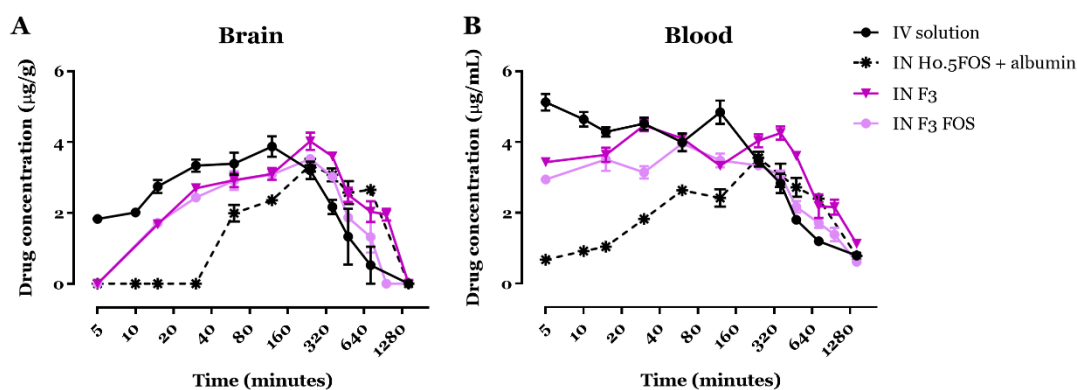 A
Brain
Drug concentration (µg/g)
6
4
2
0
5
10
20
40
80
160
320
640
1280
Time (minutes)
B
Blood
Drug concentration (µg/mL)
6
4
2
0
5
10
20
40
80
160
320
640
1280
Time (minutes)
IV solution
IN H0.5FOS + albumin
IN F3
IN F3 FOS